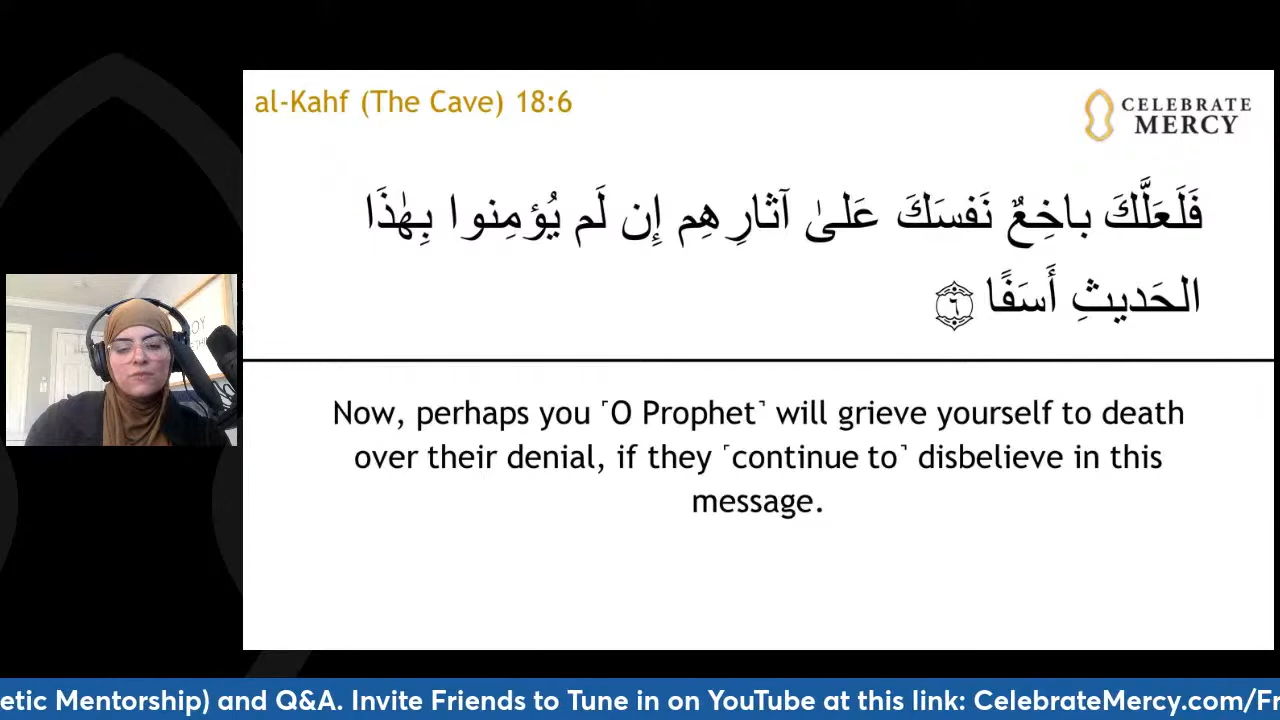 al-Kahf (The Cave) 18:6
CELEBRATE
MERCY
فَلَعَلَّكَ باخِعٌ نَفسَكَ عَلىٰ آثارِهِم إِن لَم يُؤمِنوا بِهٰذَا
الحَديثِ أَسَفًا ٦
Now, perhaps you ˹O Prophet˺ will grieve yourself to death
over their denial, if they ˹continue to˺ disbelieve in this
message.
etic Mentorship) and Q&A. Invite Friends to Tune in on YouTube at this link: CelebrateMercy.com/Fr